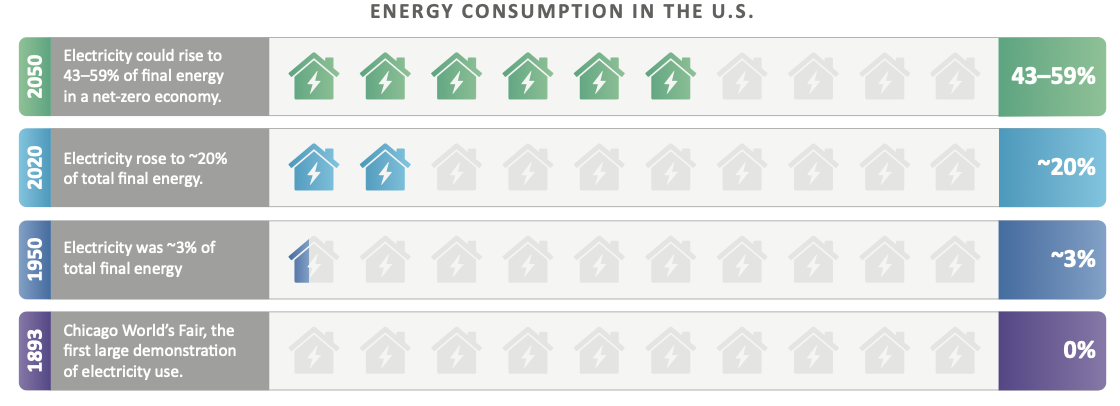 ENERGY CONSUMPTION IN THE U.S.
2050
Electricity could rise to
43–59% of final energy
in a net-zero economy.
43–59%
2020
Electricity rose to ~20%
of total final energy.
~20%
1950
Electricity was ~3% of
total final energy
~3%
1893
Chicago World’s Fair, the
first large demonstration
of electricity use.
0%